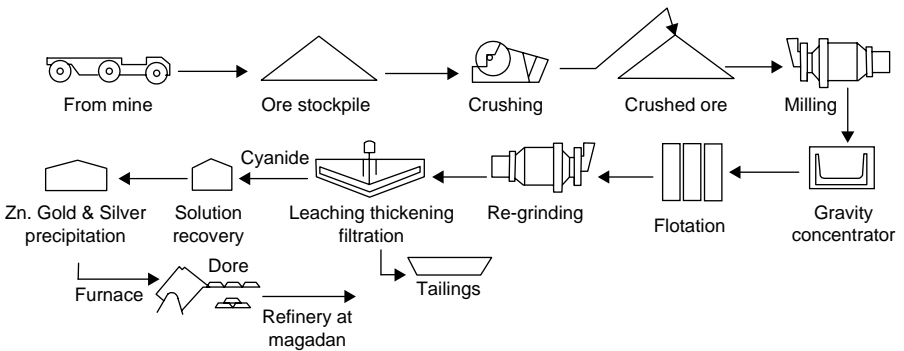 From mine
Ore stockpile
Crushing
Crushed ore
Milling
Zn. Gold & Silver
precipitation
Solution
recovery
Cyanide
Leaching thickening
filtration
Re-grinding
Flotation
Gravity
concentrator
Furnace
Dore
Refinery at
magadan
Tailings